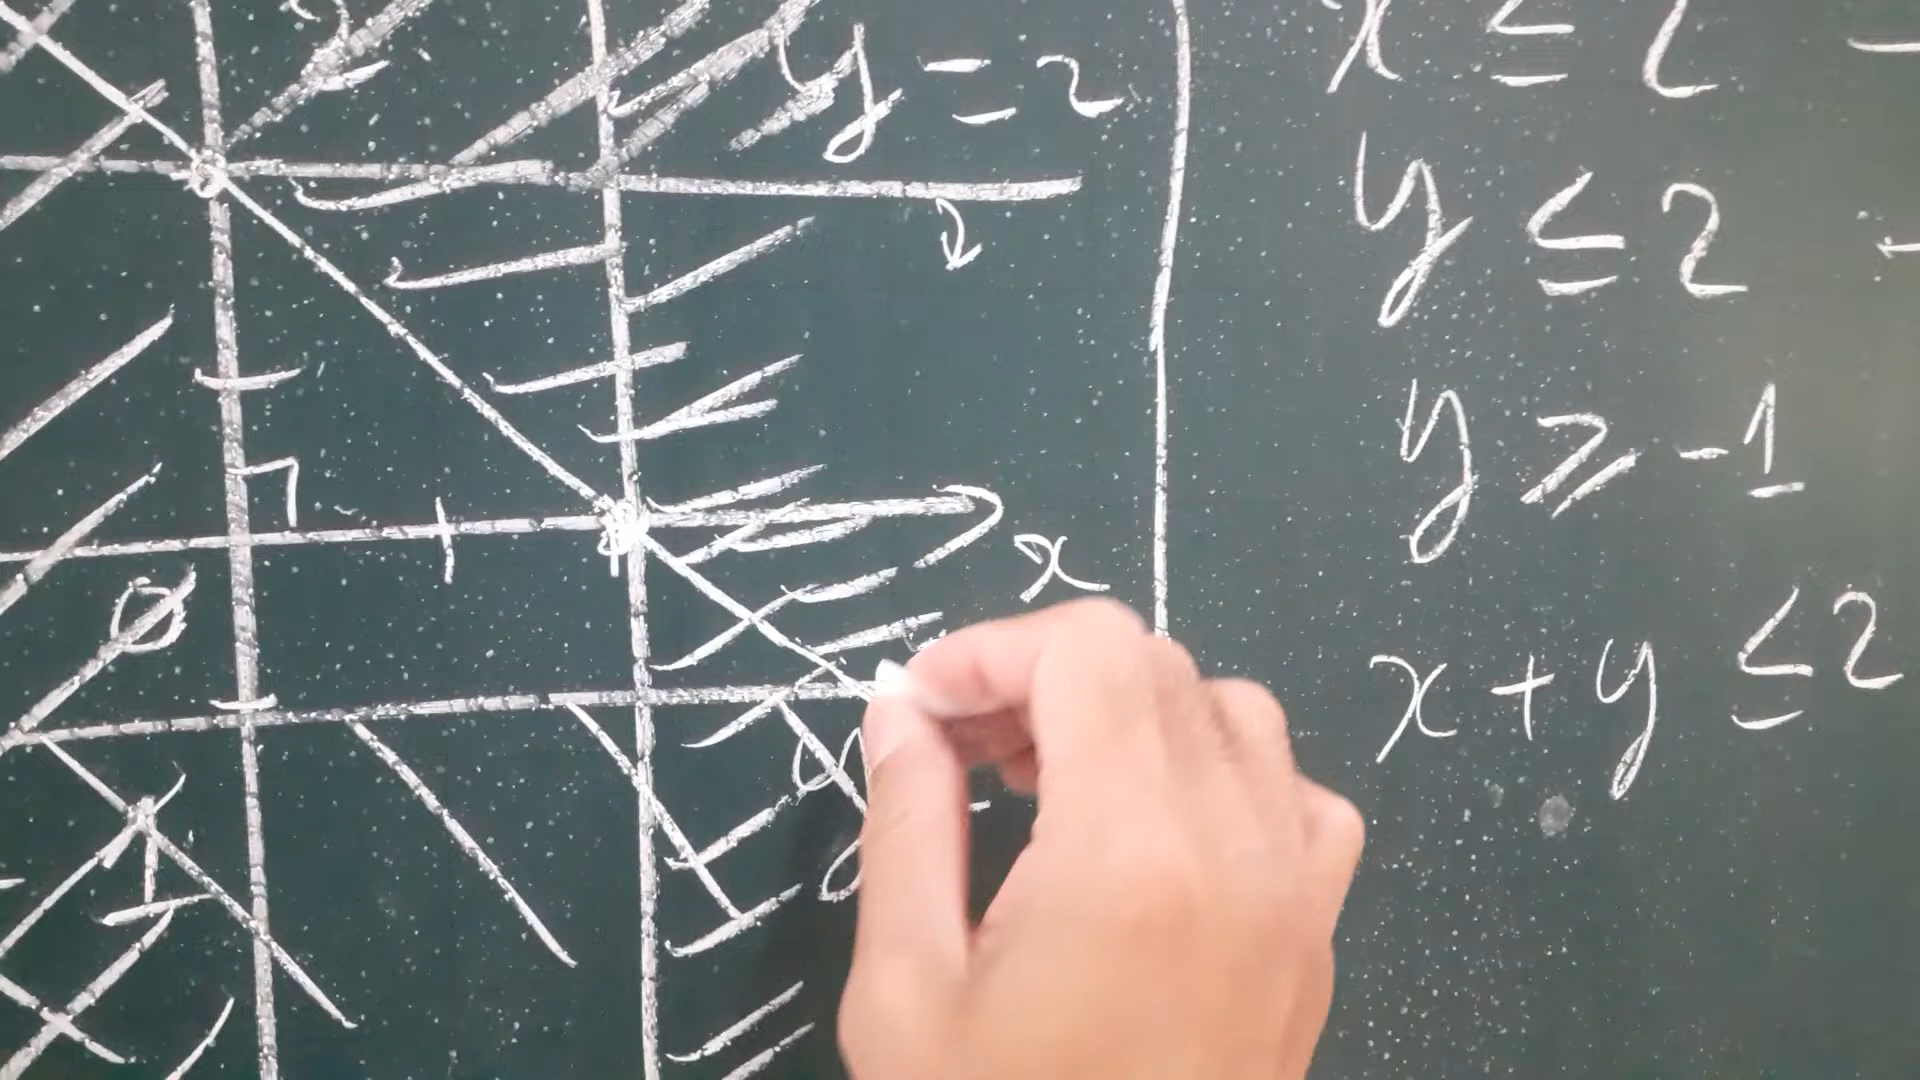 y = 2
x
x ≤ 2
y ≤ 2
y ≥ -1
x + y ≤ 2